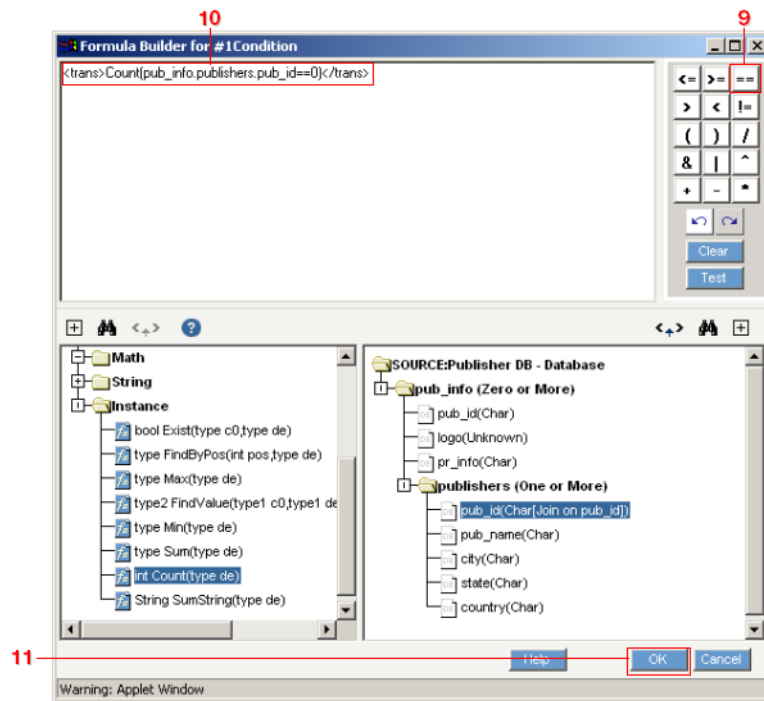 10
9
Formula Builder for #1Condition
<trans>Count(pub_info.publishers.pub_id==0)</trans>
<= >= ==
> < !=
( ) /
& | ^
+ - *
Clear
Test
Math
String
Instance
bool Exist(type c0,type de)
type FindByPos(int pos,type de)
type Max(type de)
type2 FindValue(type1 c0,type1 de
type Min(type de)
type Sum(type de)
int Count(type de)
String SumString(type de)
SOURCE:Publisher DB - Database
pub_info (Zero or More)
pub_id(Char)
logo(Unknown)
pr_info(Char)
publishers (One or More)
pub_id(Char[Join on pub_id])
pub_name(Char)
city(Char)
state(Char)
country(Char)
11
Help OK Cancel
Warning: Applet Window